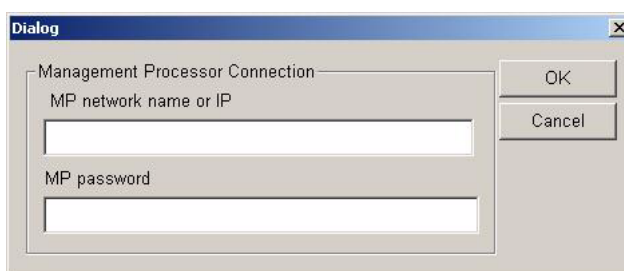 Dialog
Management Processor Connection
MP network name or IP
MP password
OK
Cancel